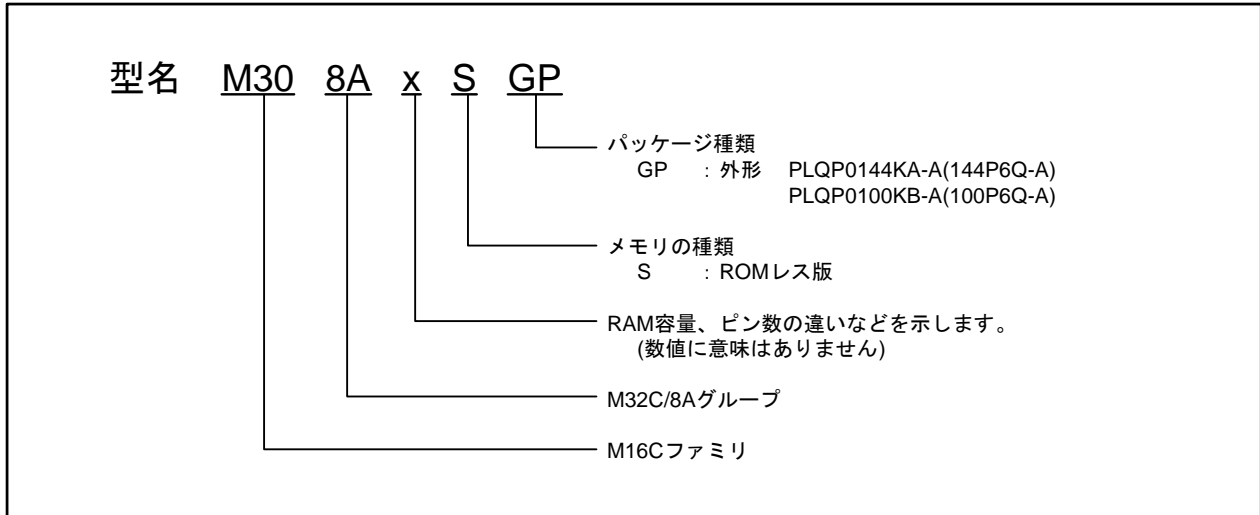 型名 M30 8A x S GP
パッケージ種類
GP : 外形 PLQP0144KA-A(144P6Q-A)
PLQP0100KB-A(100P6Q-A)
メモリの種類
S : ROMレス版
RAM容量、ピン数の違いなどを示します。
(数値に意味はありません)
M32C/8Aグループ
M16Cファミリ